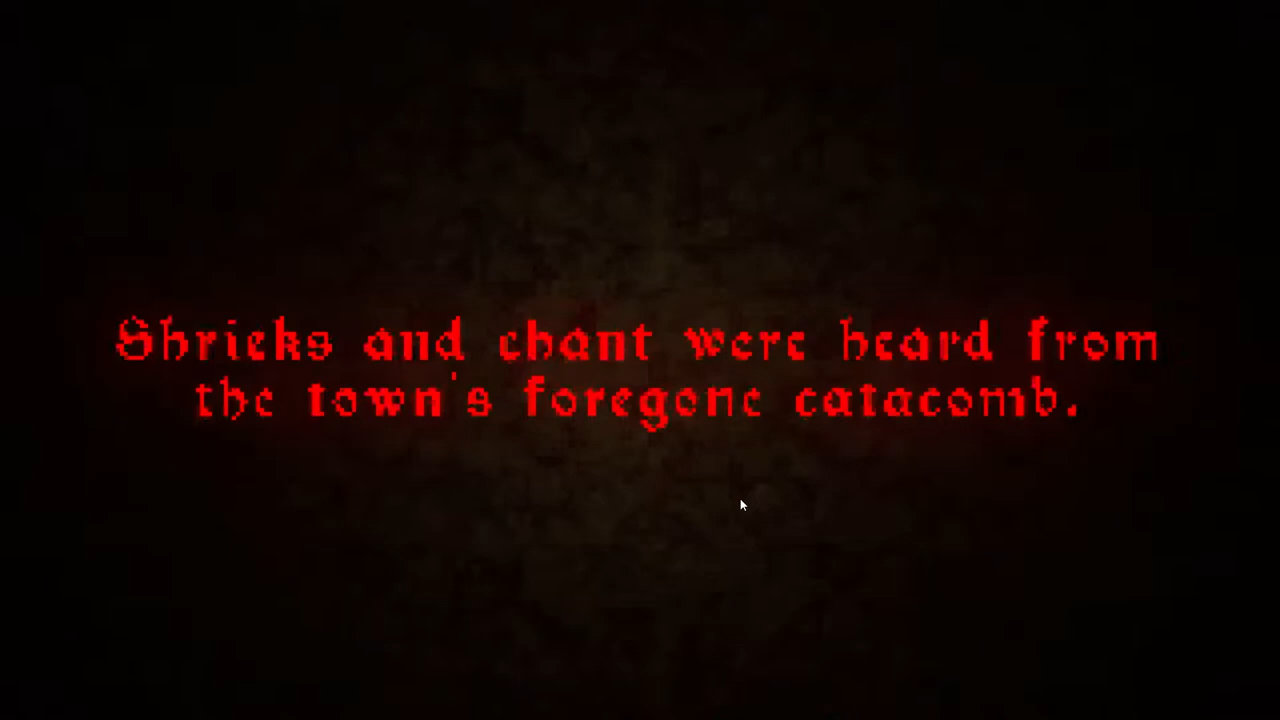 Shrieks and chant were heard from
the town's foregone catacomb.